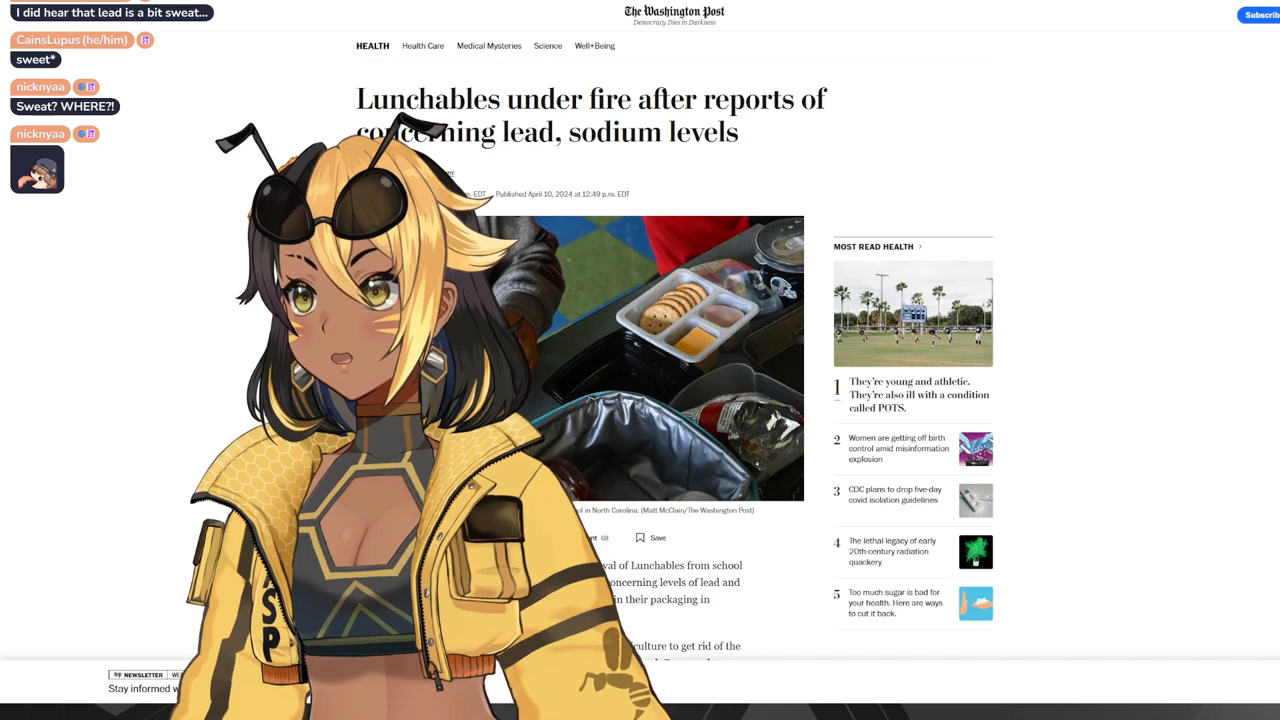 I did hear that lead is a bit sweat...
CainsLupus (he/him)
sweet*
nicknyaa
Sweat? WHERE?!
nicknyaa
The Washington Post
Democracy Dies in Darkness
Subscrib
HEALTH
Health Care
Medical Mysteries
Science
Well+Being
Lunchables under fire after reports of
concerning lead, sodium levels
EDT
Published April 10, 2024 at 12:49 p.m. EDT
in North Carolina. (Matt McClain/The Washington Post)
68
Save
val of Lunchables from school
oncerning levels of lead and
in their packaging in
culture to get rid of the
MOST READ HEALTH
1
They're young and athletic.
They're also ill with a condition
called POTS.
2
Women are getting off birth
control amid misinformation
explosion
3
CDC plans to drop five-day
covid isolation guidelines
4
The lethal legacy of early
20th-century radiation
quackery
5
Too much sugar is bad for
your health. Here are ways
to cut it back.
wp NEWSLETTER
WE
Stay informed w
SP